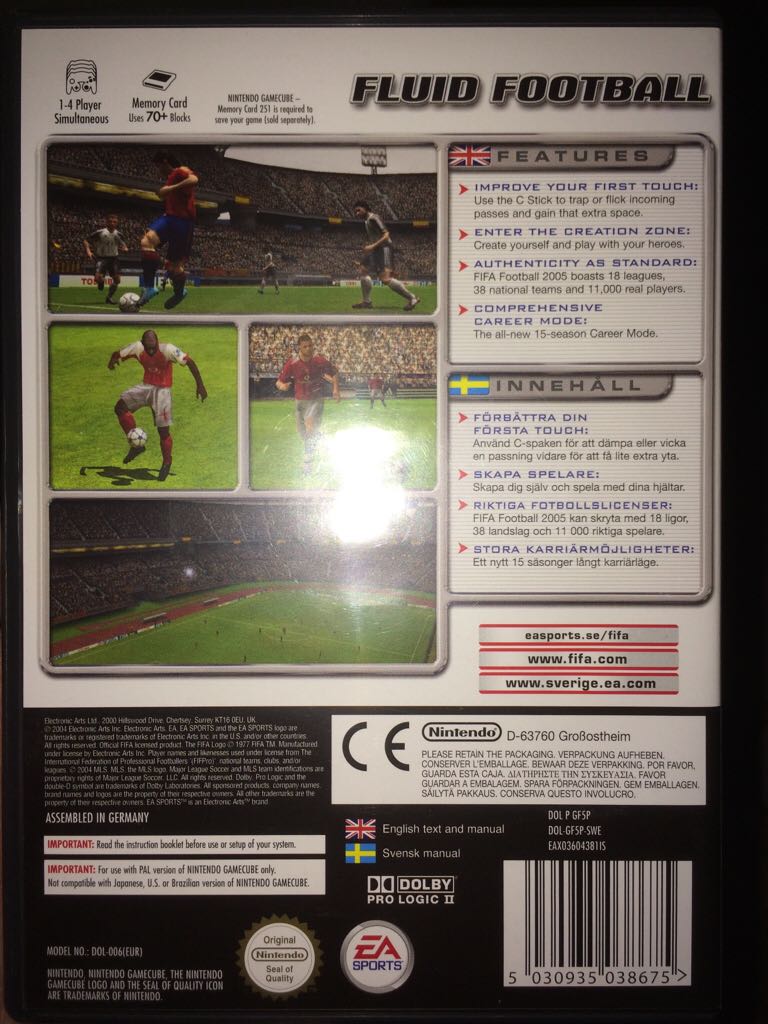 FLUID FOOTBALL
1-4 Player
Simultaneous
Memory Card
Uses 70+ Blocks
NINTENDO GAMECUBE –
Memory Card 251 is required to
save your game (sold separately).
TOSHIBA
FEATURES
IMPROVE YOUR FIRST TOUCH:
Use the C Stick to trap or flick incoming
passes and gain that extra space.
ENTER THE CREATION ZONE:
Create yourself and play with your heroes.
AUTHENTICITY AS STANDARD:
FIFA Football 2005 boasts 18 leagues,
38 national teams and 11,000 real players.
COMPREHENSIVE
CAREER MODE:
The all-new 15-season Career Mode.
INNEHÅLL
FÖRBÄTTRA DIN
FÖRSTA TOUCH:
Använd C-spaken för att dämpa eller vicka
en passning vidare för att få lite extra yta.
SKAPA SPELARE:
Skapa dig själv och spela med dina hjältar.
RIKTIGA FOTBOLLSLICENSER:
FIFA Football 2005 kan skryta med 18 ligor,
38 landslag och 11 000 riktiga spelare.
STORA KARRIÄRMÖJLIGHETER:
Ett nytt 15 säsonger långt karriärläge.
easports.se/fifa
www.fifa.com
www.sverige.ea.com
Electronic Arts Ltd., 2000 Hillswood Drive, Chertsey, Surrey KT16 0EU, UK.
© 2004 Electronic Arts Inc. Electronic Arts, EA, EA SPORTS and the EA SPORTS logo are
trademarks or registered trademarks of Electronic Arts Inc. in the U.S. and/or other countries.
All rights reserved. Official FIFA licensed product. The FIFA Logo © 1977 FIFA TM. Manufactured
under license by Electronic Arts Inc. Player names and likenesses used under license from The
International Federation of Professional Footballers ('FIFPro') national teams, clubs, and/or
leagues. © 2004 MLS. MLS, the MLS logo, Major League Soccer and MLS team identifications are
proprietary rights of Major League Soccer, LLC. All rights reserved. Dolby, Pro Logic and the
double-D symbol are trademarks of Dolby Laboratories. All sponsored products, company names,
brand names and logos are the property of their respective owners. All other trademarks are the
property of their respective owners. EA SPORTS™ is an Electronic Arts™ brand.
ASSEMBLED IN GERMANY
IMPORTANT: Read the instruction booklet before use or setup of your system.
IMPORTANT: For use with PAL version of NINTENDO GAMECUBE only.
Not compatible with Japanese, U.S. or Brazilian version of NINTENDO GAMECUBE.
CE Nintendo D-63760 Großostheim
PLEASE RETAIN THE PACKAGING. VERPACKUNG AUFHEBEN.
CONSERVER L'EMBALLAGE. BEWAAR DEZE VERPAKKING. POR FAVOR,
GUARDA ESTA CAJA. ΔΙΑΤΗΡΗΣΤΕ ΤΗΝ ΣΥΣΚΕΥΑΣΙΑ. FAVOR
GUARDAR A EMBALAGEM. SPARA FÖRPACKNINGEN. GEM EMBALLAGEN.
SÄILYTÄ PAKKAUS. CONSERVA QUESTO INVOLUCRO.
English text and manual
Svensk manual
DOL P GF5P
DOL-GF5P-SWE
EAX03604381IS
DOLBY
PRO LOGIC II
MODEL NO.: DOL-006(EUR)
NINTENDO, NINTENDO GAMECUBE, THE NINTENDO
GAMECUBE LOGO AND THE SEAL OF QUALITY ICON
ARE TRADEMARKS OF NINTENDO.
Original
Nintendo
Seal of
Quality
EA
SPORTS
5 030935 038675 >